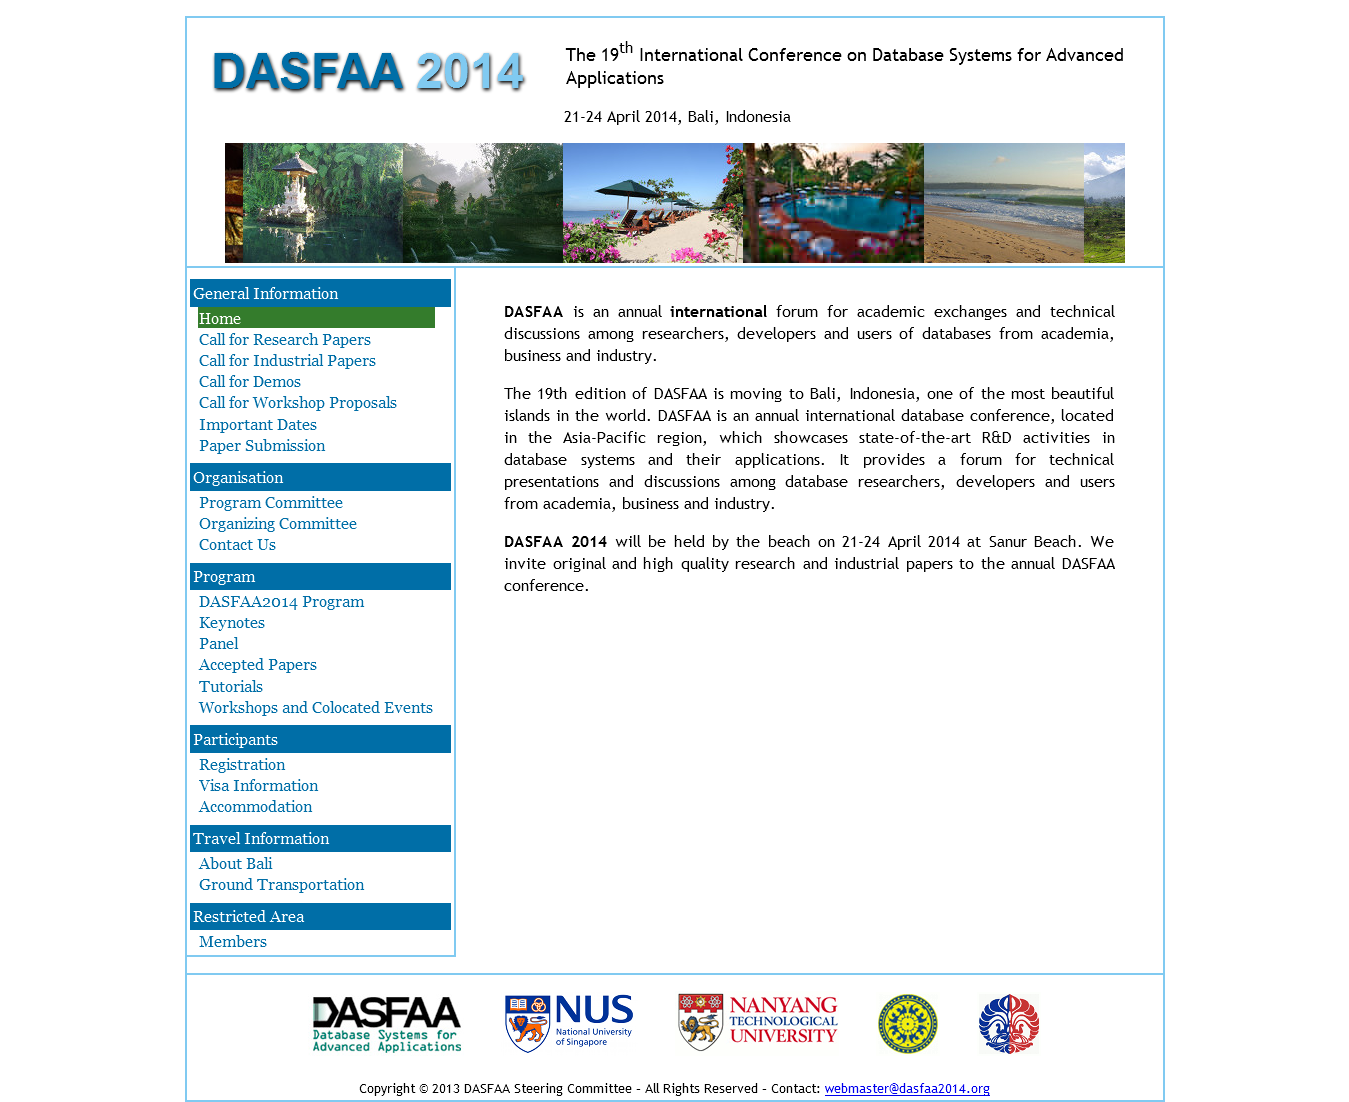 DASFAA 2014
The 19th International Conference on Database Systems for Advanced
Applications
21-24 April 2014, Bali, Indonesia
General Information
Home
Call for Research Papers
Call for Industrial Papers
Call for Demos
Call for Workshop Proposals
Important Dates
Paper Submission
Organisation
Program Committee
Organizing Committee
Contact Us
Program
DASFAA2014 Program
Keynotes
Panel
Accepted Papers
Tutorials
Workshops and Colocated Events
Participants
Registration
Visa Information
Accommodation
Travel Information
About Bali
Ground Transportation
Restricted Area
Members
DASFAA is an annual international forum for academic exchanges and technical
discussions among researchers, developers and users of databases from academia,
business and industry.
The 19th edition of DASFAA is moving to Bali, Indonesia, one of the most beautiful
islands in the world. DASFAA is an annual international database conference, located
in the Asia-Pacific region, which showcases state-of-the-art R&D activities in
database systems and their applications. It provides a forum for technical
presentations and discussions among database researchers, developers and users
from academia, business and industry.
DASFAA 2014 will be held by the beach on 21-24 April 2014 at Sanur Beach. We
invite original and high quality research and industrial papers to the annual DASFAA
conference.
DASFAA
Database Systems for
Advanced Applications
NUS
National University
of Singapore
NANYANG
TECHNOLOGICAL
UNIVERSITY
Copyright © 2013 DASFAA Steering Committee - All Rights Reserved - Contact: webmaster@dasfaa2014.org